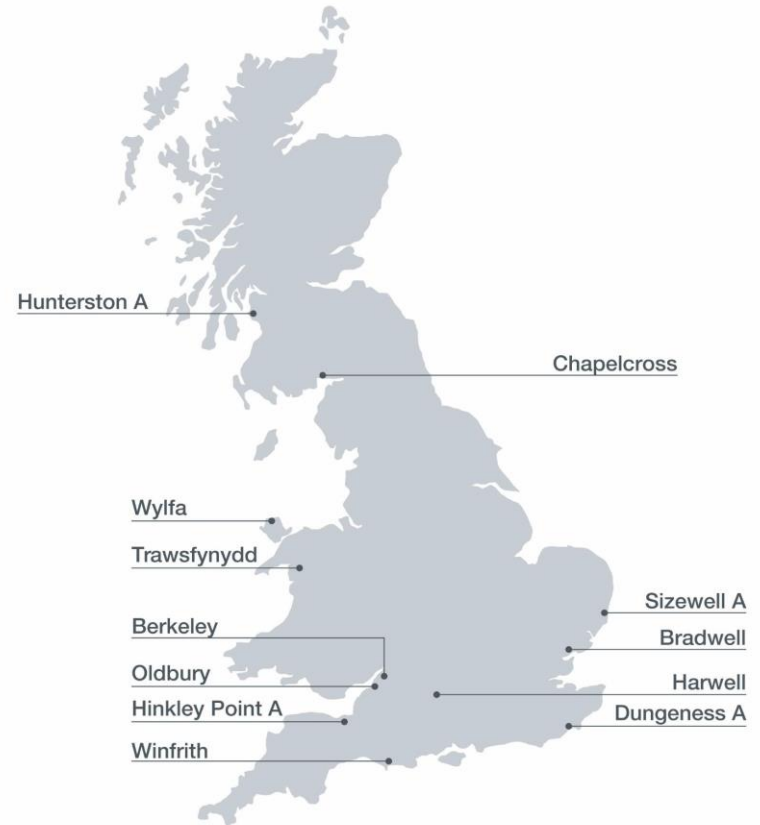 Hunterston A
Chapelcross
Wylfa
Trawsfynydd
Sizewell A
Berkeley
Bradwell
Oldbury
Harwell
Hinkley Point A
Dungeness A
Winfrith